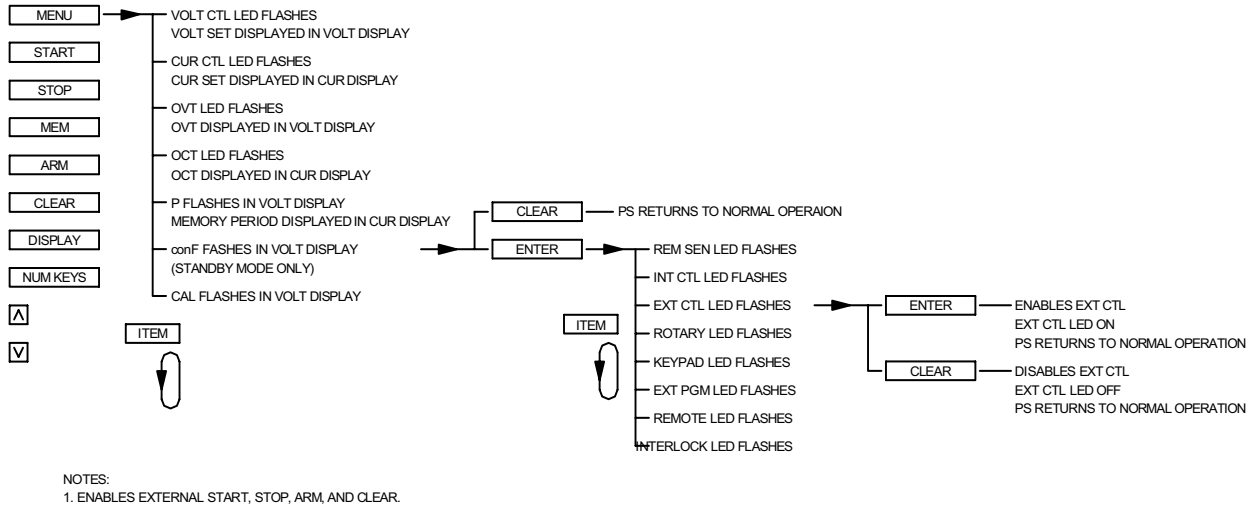 MENU
START
STOP
MEM
ARM
CLEAR
DISPLAY
NUM KEYS
VOLT CTL LED FLASHES
VOLT SET DISPLAYED IN VOLT DISPLAY
CUR CTL LED FLASHES
CUR SET DISPLAYED IN CUR DISPLAY
OVT LED FLASHES
OVT DISPLAYED IN VOLT DISPLAY
OCT LED FLASHES
OCT DISPLAYED IN CUR DISPLAY
P FLASHES IN VOLT DISPLAY
MEMORY PERIOD DISPLAYED IN CUR DISPLAY
conF FASHES IN VOLT DISPLAY
(STANDBY MODE ONLY)
CAL FLASHES IN VOLT DISPLAY
ITEM
CLEAR
PS RETURNS TO NORMAL OPERAION
ENTER
REM SEN LED FLASHES
INT CTL LED FLASHES
EXT CTL LED FLASHES
ROTARY LED FLASHES
KEYPAD LED FLASHES
EXT PGM LED FLASHES
REMOTE LED FLASHES
INTERLOCK LED FLASHES
ITEM
ENTER
ENABLES EXT CTL
EXT CTL LED ON
PS RETURNS TO NORMAL OPERATION
CLEAR
DISABLES EXT CTL
EXT CTL LED OFF
PS RETURNS TO NORMAL OPERATION
NOTES:
1. ENABLES EXTERNAL START, STOP, ARM, AND CLEAR.